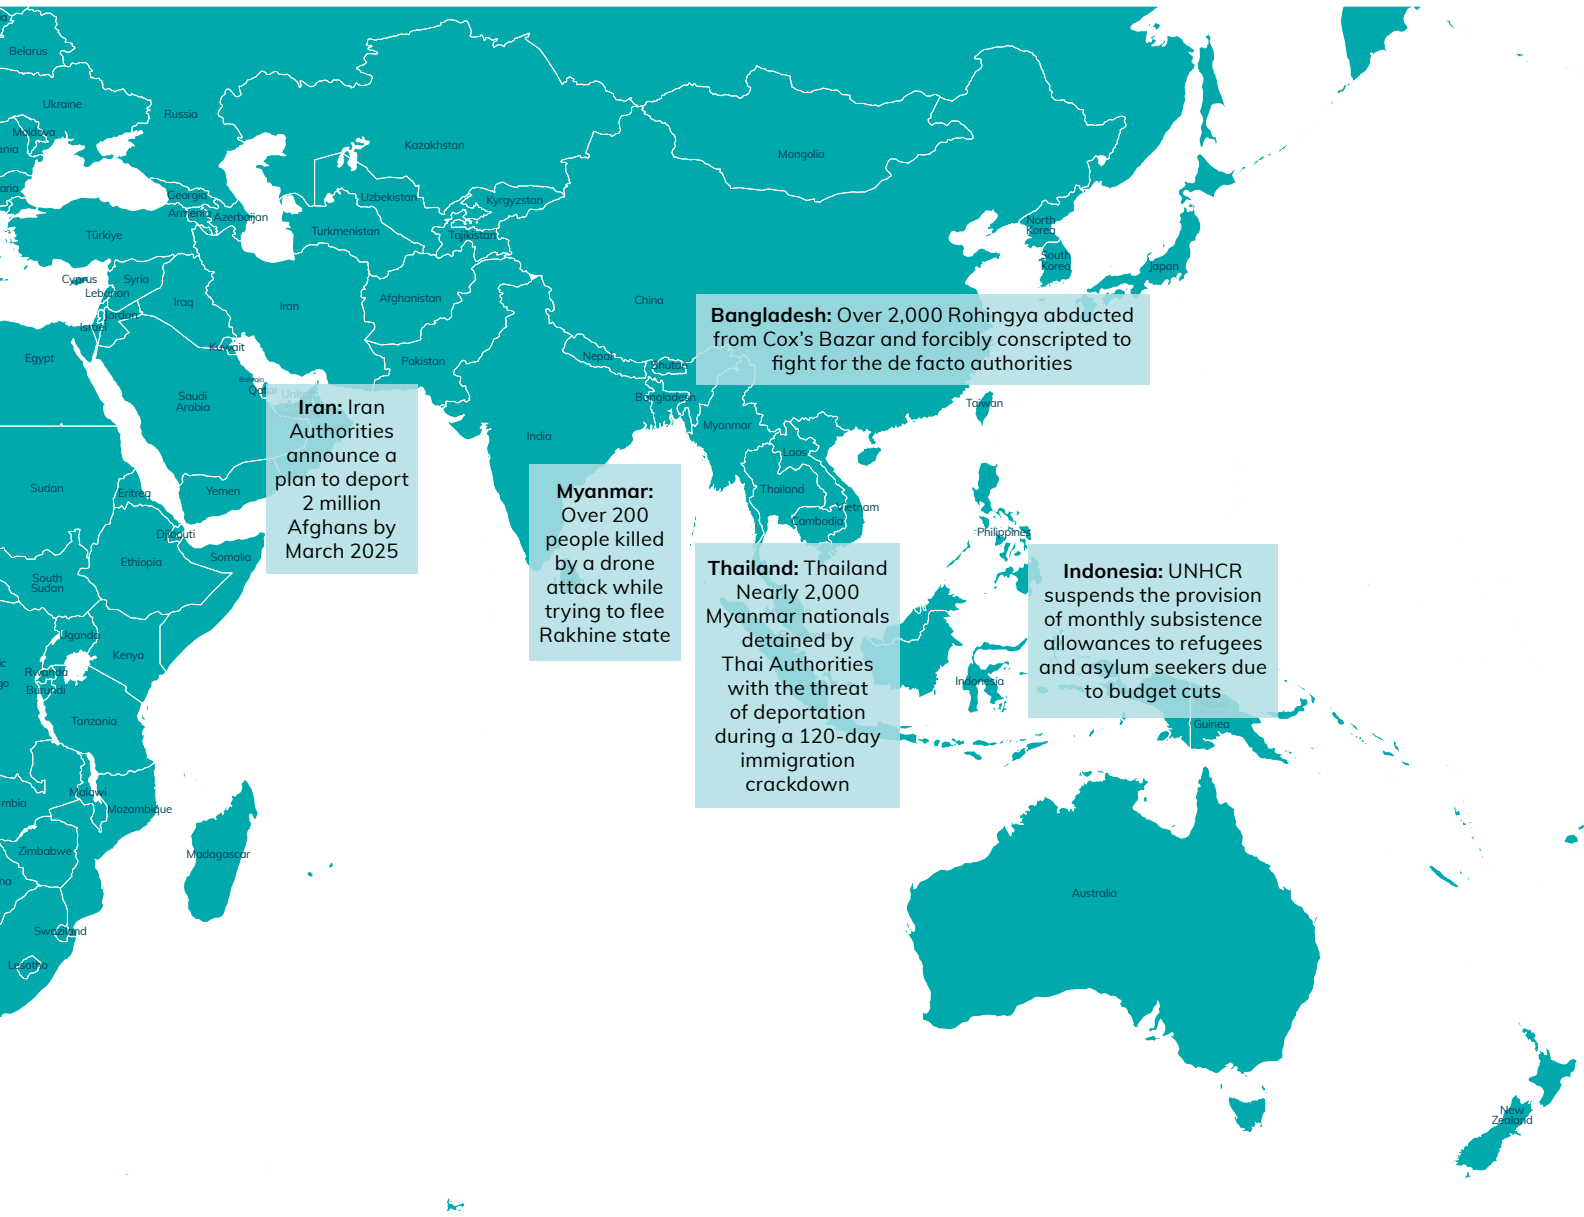 Belarus
Ukraine
Russia
Moldova
Kazakhstan
Mongolia
Georgia
Armenia
Azerbaijan
Uzbekistan
Kyrgyzstan
Türkiye
Turkmenistan
Tajikistan
North
Korea
South
Korea
Japan
Cyprus
Syria
Lebanon
Iraq
Iran
Afghanistan
China
Jordan
Israel
Kuwait
Egypt
Pakistan
Nepal
Bhutan
Bangladesh: Over 2,000 Rohingya abducted
from Cox's Bazar and forcibly conscripted to
fight for the de facto authorities
Bahrain
Qatar
United
Saudi
Arabia
Bangladesh
Taiwan
Myanmar
India
Laos
Iran: Iran
Authorities
announce a
plan to deport
2 million
Afghans by
March 2025
Sudan
Eritrea
Yemen
Thailand
Vietnam
Cambodia
Philippines
Djibouti
Ethiopia
Somalia
South
Sudan
Myanmar:
Over 200
people killed
by a drone
attack while
trying to flee
Rakhine state
Thailand: Thailand
Nearly 2,000
Myanmar nationals
detained by
Thai Authorities
with the threat
of deportation
during a 120-day
immigration
crackdown
Indonesia: UNHCR
suspends the provision
of monthly subsistence
allowances to refugees
and asylum seekers due
to budget cuts
Uganda
Kenya
Rwanda
Burundi
Indonesia
Tanzania
Papua
New
Guinea
Malawi
mbia
Mozambique
Zimbabwe
Madagascar
Australia
Swaziland
Lesotho
New
Zealand